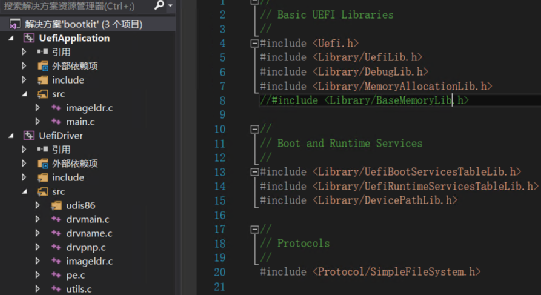 搜索解决方案资源管理器(Ctrl+;)
解决方案'bootkit' (3 个项目)
UefiApplication
引用
外部依赖项
include
src
imageldr.c
main.c
UefiDriver
引用
外部依赖项
include
src
udis86
drvmain.c
drvname.c
drvpnp.c
imageldr.c
pe.c
utils.c
1 //
2 // Basic UEFI Libraries
3 //
4 #include <Uefi.h>
5 #include <Library/UefiLib.h>
6 #include <Library/DebugLib.h>
7 #include <Library/MemoryAllocationLib.h>
8 //#include <Library/BaseMemoryLib.h>
9
10 //
11 // Boot and Runtime Services
12 //
13 #include <Library/UefiBootServicesTableLib.h>
14 #include <Library/UefiRuntimeServicesTableLib.h>
15 #include <Library/DevicePathLib.h>
16
17 //
18 // Protocols
19 //
20 #include <Protocol/SimpleFileSystem.h>
21